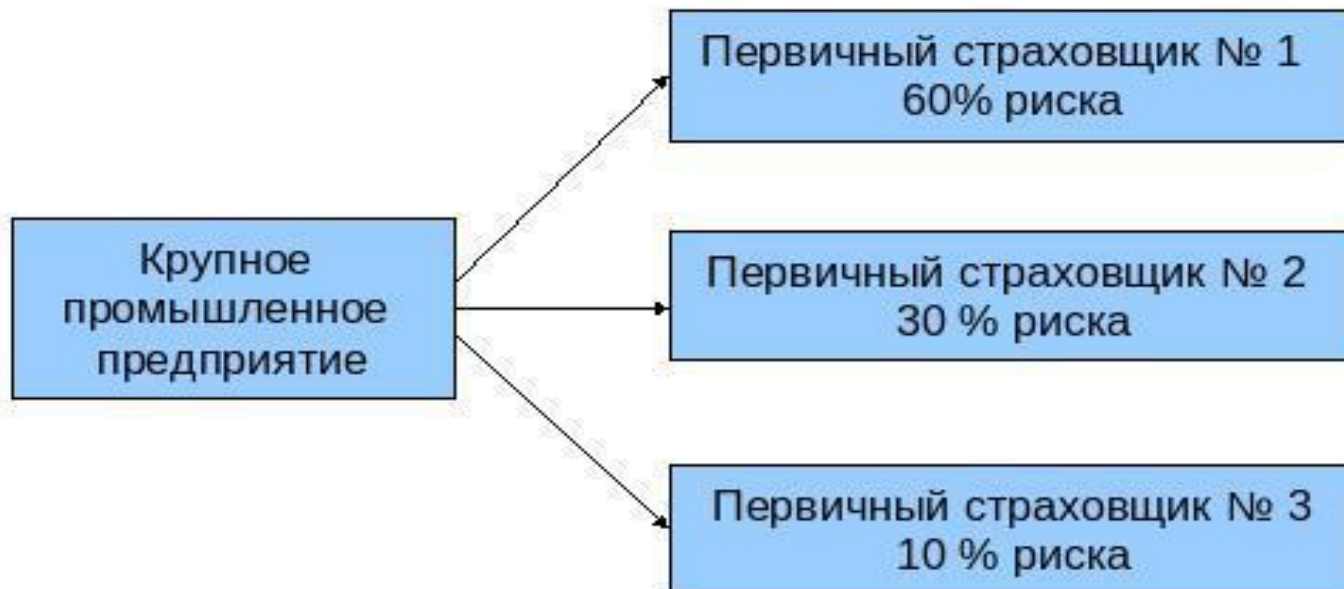 Первичный страховщик № 1
60% риска
Крупное
промышленное
предприятие
Первичный страховщик № 2
30 % риска
Первичный страховщик № 3
10 % риска